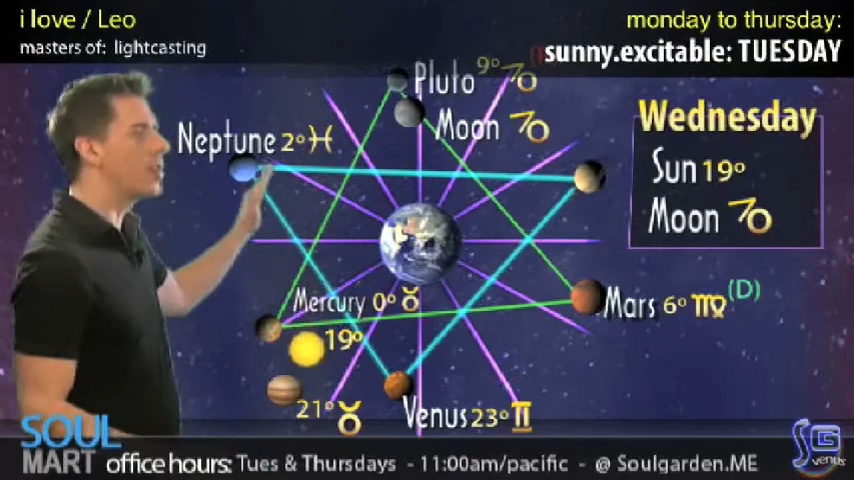 i love / Leo
monday to thursday:
masters of: lightcasting
sunny.excitable: TUESDAY
Pluto 9°
Moon
Neptune 2°
Wednesday
Sun 19°
Moon
Mercury 0°
Mars 6° (D)
19°
21°
Venus 23°
SOUL
MART office hours: Tues & Thursdays - 11:00am/pacific - @ Soulgarden.ME
SG
venus